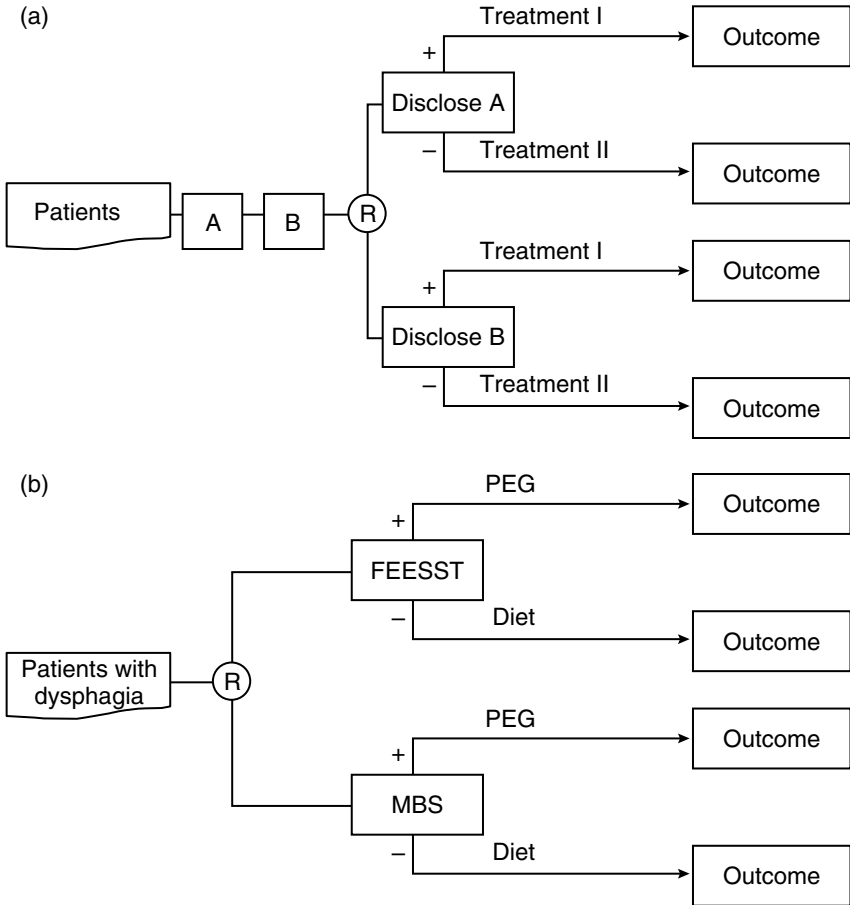 (a)
Treatment I
Outcome
+
Disclose A
–
Treatment II
Outcome
Patients
A
B
R
Treatment I
Outcome
+
Disclose B
–
Treatment II
Outcome
(b)
PEG
Outcome
+
FEESST
–
Diet
Outcome
Patients with
dysphagia
R
PEG
Outcome
+
MBS
–
Diet
Outcome